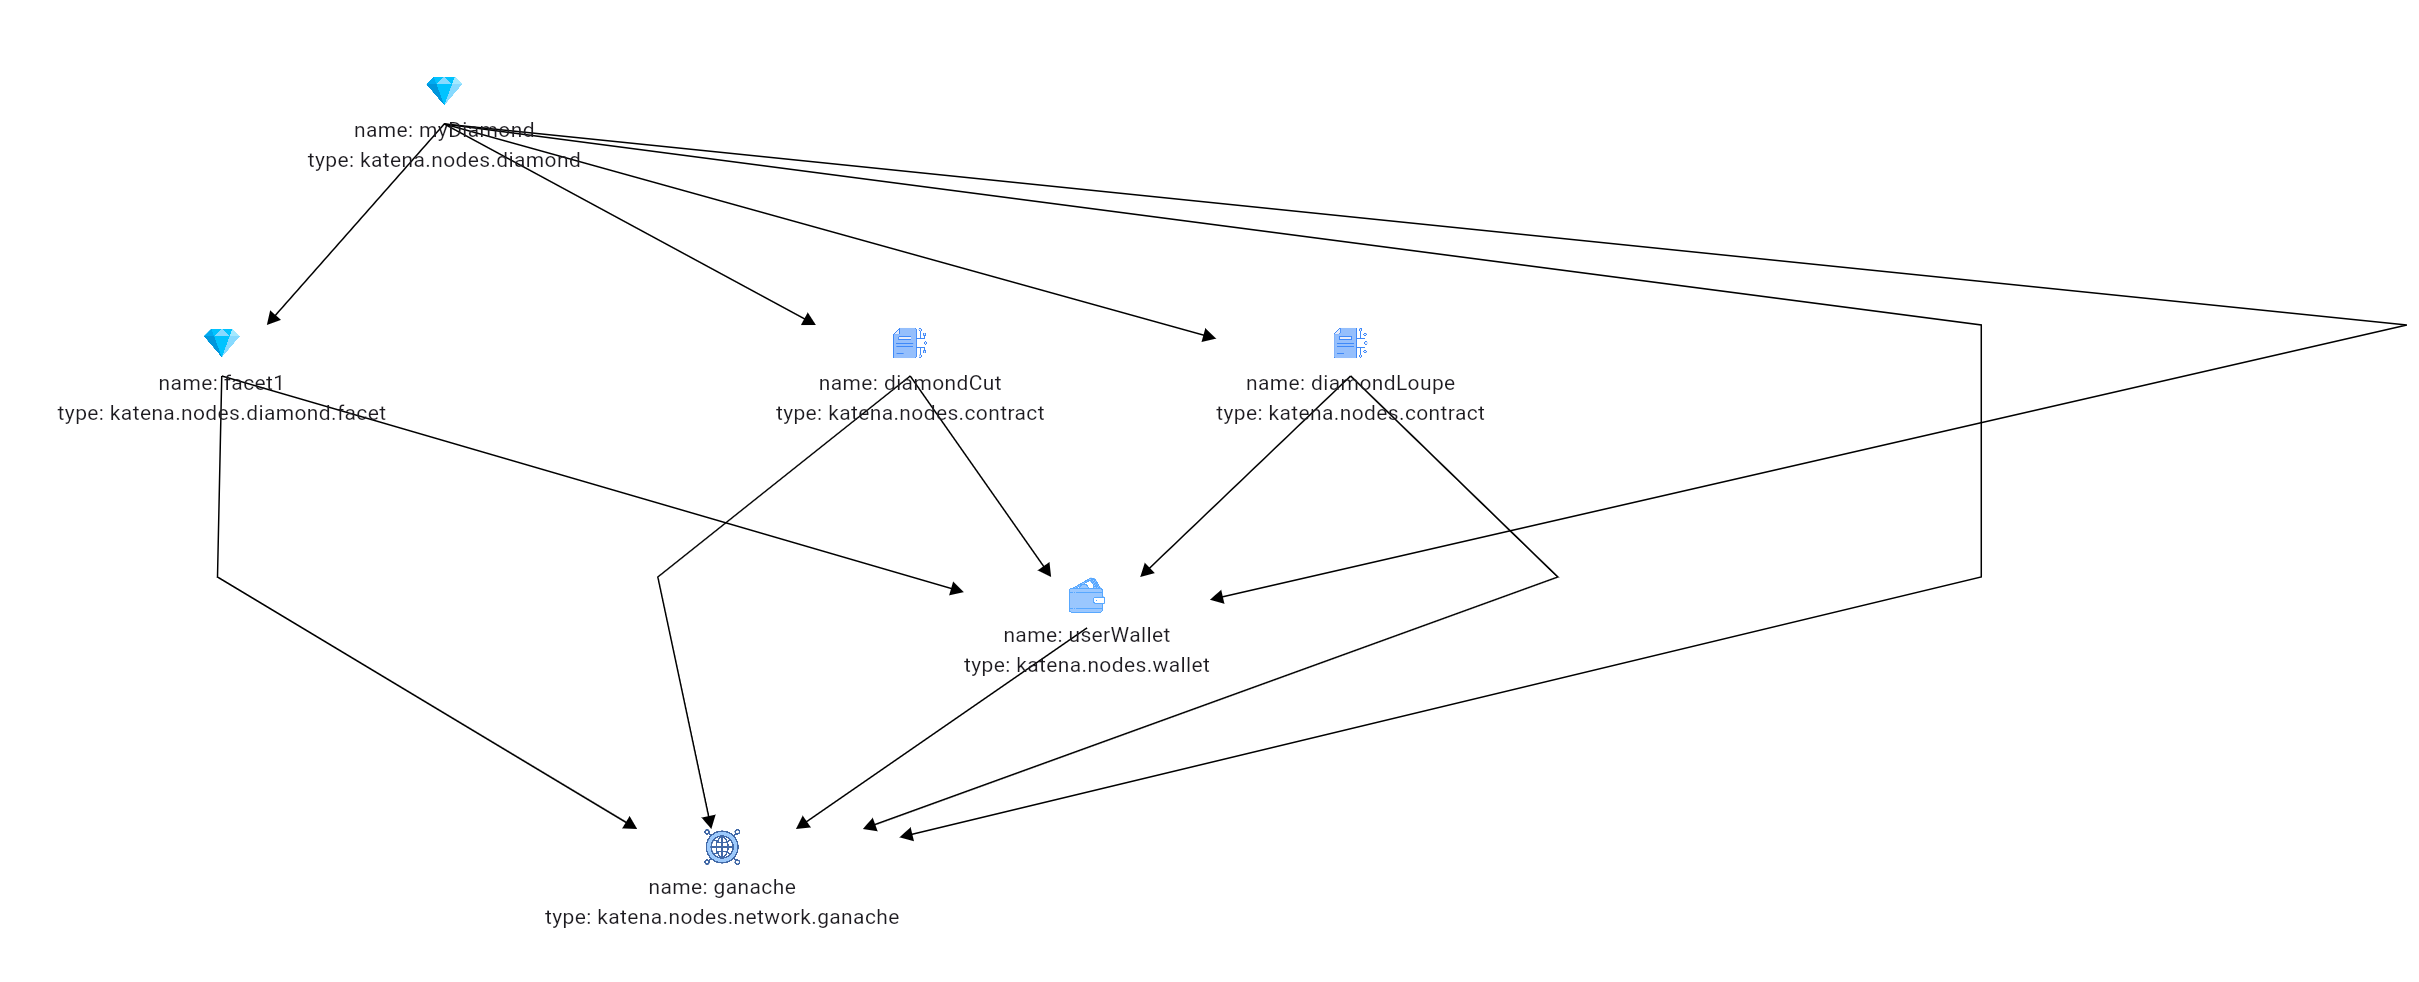 name: myDiamond
type: katena.nodes.diamond
name: facet1
type: katena.nodes.diamond.facet
name: diamondCut
type: katena.nodes.contract
name: diamondLoupe
type: katena.nodes.contract
name: userWallet
type: katena.nodes.wallet
name: ganache
type: katena.nodes.network.ganache